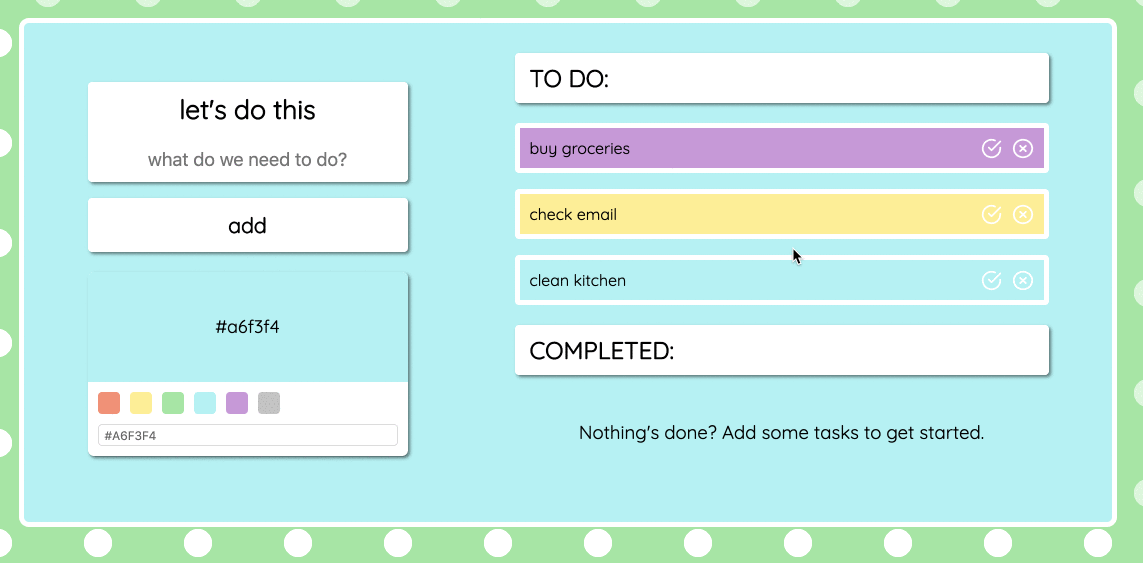 let's do this
what do we need to do?
add
#a6f3f4
#A6F3F4
TO DO:
buy groceries
check email
clean kitchen
COMPLETED:
Nothing's done? Add some tasks to get started.